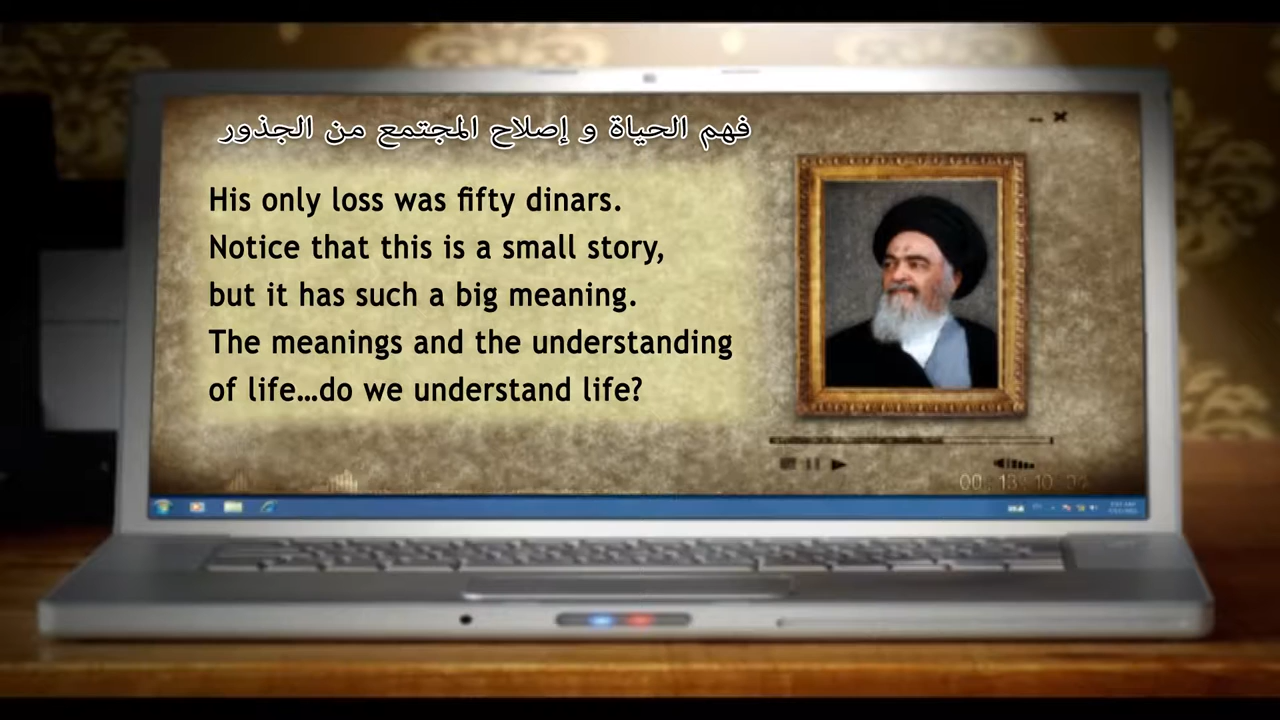 فهم الحياة و إصلاح المجتمع من الجذور
His only loss was fifty dinars.
Notice that this is a small story,
but it has such a big meaning.
The meanings and the understanding
of life...do we understand life?